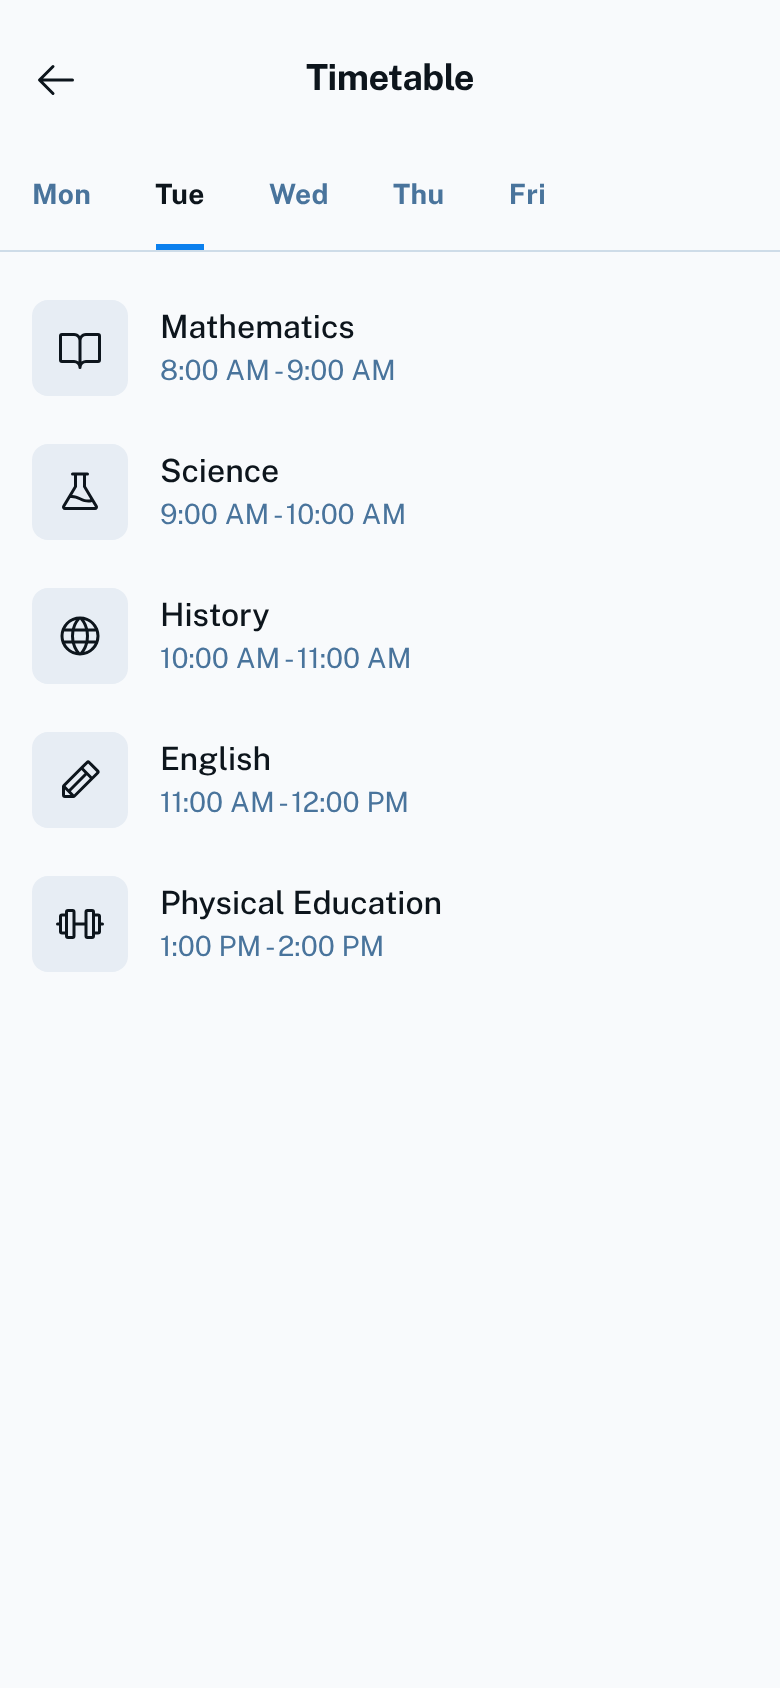 Timetable
Mon Tue Wed Thu Fri
Mathematics
8:00 AM - 9:00 AM
Science
9:00 AM - 10:00 AM
History
10:00 AM - 11:00 AM
English
11:00 AM - 12:00 PM
Physical Education
1:00 PM - 2:00 PM